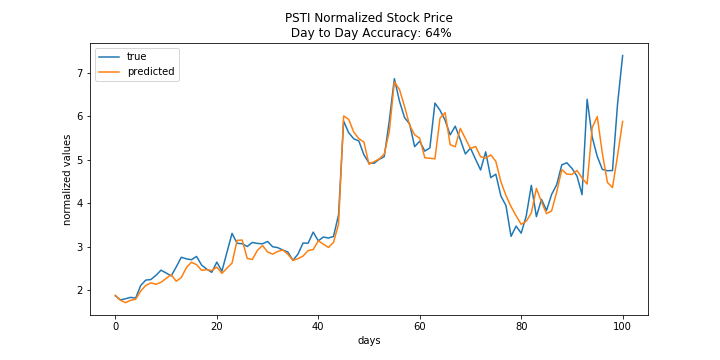 PSTI Normalized Stock Price
Day to Day Accuracy: 64%
true
predicted
normalized values
7
6
5
4
3
2
0
20
40
60
80
100
days